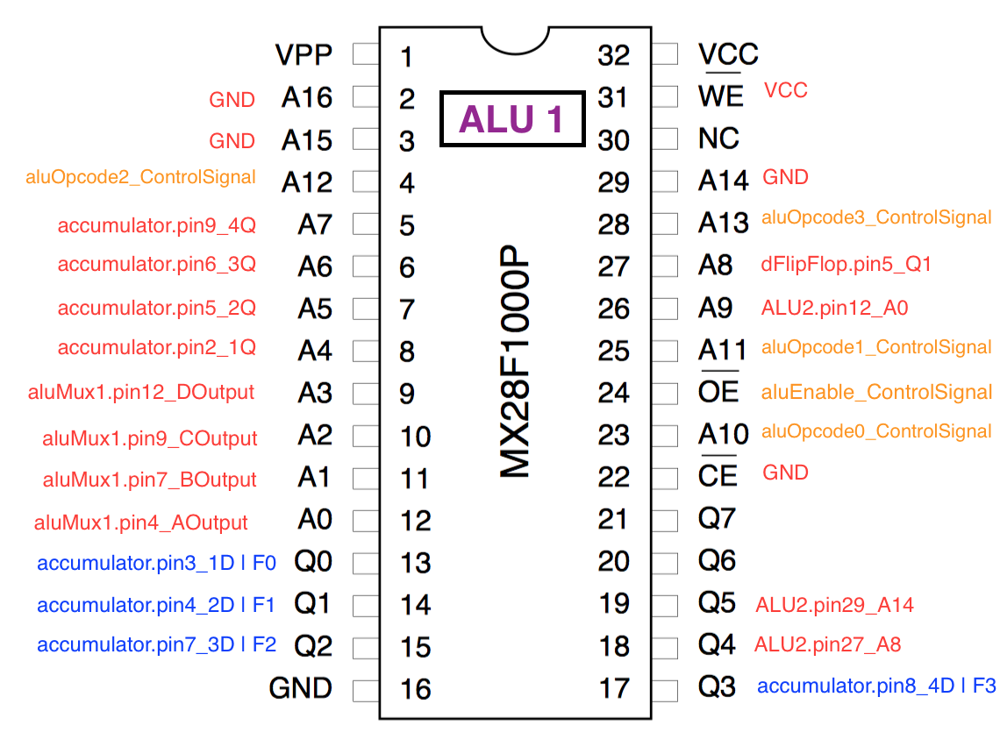 VPP 1 32 VCC
GND A16 2 ALU 1 31 WE VCC
GND A15 3 30 NC
aluOpcode2_ControlSignal A12 4 29 A14 GND
accumulator.pin9_4Q A7 5 28 A13 aluOpcode3_ControlSignal
accumulator.pin6_3Q A6 6 27 A8 dFlipFlop.pin5_Q1
accumulator.pin5_2Q A5 7 26 A9 ALU2.pin12_A0
accumulator.pin2_1Q A4 8 25 A11 aluOpcode1_ControlSignal
MX28F1000P
aluMux1.pin12_DOutput A3 9 24 OE aluEnable_ControlSignal
aluMux1.pin9_COutput A2 10 23 A10 aluOpcode0_ControlSignal
aluMux1.pin7_BOutput A1 11 22 CE GND
aluMux1.pin4_AOutput A0 12 21 Q7
accumulator.pin3_1D | F0 Q0 13 20 Q6
accumulator.pin4_2D | F1 Q1 14 19 Q5 ALU2.pin29_A14
accumulator.pin7_3D | F2 Q2 15 18 Q4 ALU2.pin27_A8
GND 16 17 Q3 accumulator.pin8_4D | F3